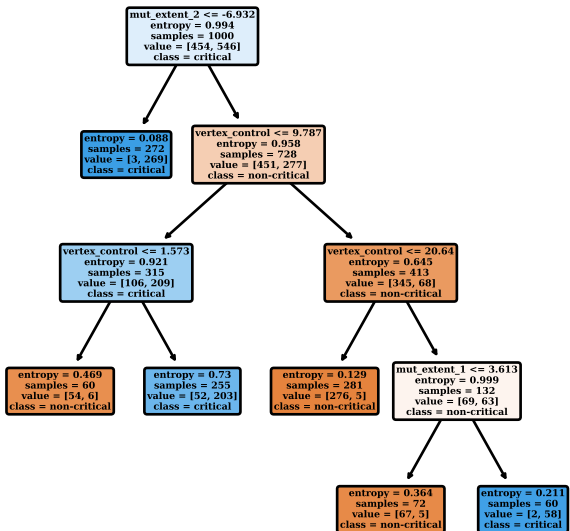 mut_extent_2 <= -6.932
entropy = 0.994
samples = 1000
value = [454, 546]
class = critical
entropy = 0.088
samples = 272
value = [3, 269]
class = critical
vertex_control <= 9.787
entropy = 0.958
samples = 728
value = [451, 277]
class = non-critical
vertex_control <= 1.573
entropy = 0.921
samples = 315
value = [106, 209]
class = critical
vertex_control <= 20.64
entropy = 0.645
samples = 413
value = [345, 68]
class = non-critical
entropy = 0.469
samples = 60
value = [54, 6]
class = non-critical
entropy = 0.73
samples = 255
value = [52, 203]
class = critical
entropy = 0.129
samples = 281
value = [276, 5]
class = non-critical
mut_extent_1 <= 3.613
entropy = 0.999
samples = 132
value = [69, 63]
class = non-critical
entropy = 0.364
samples = 72
value = [67, 5]
class = non-critical
entropy = 0.211
samples = 60
value = [2, 58]
class = critical